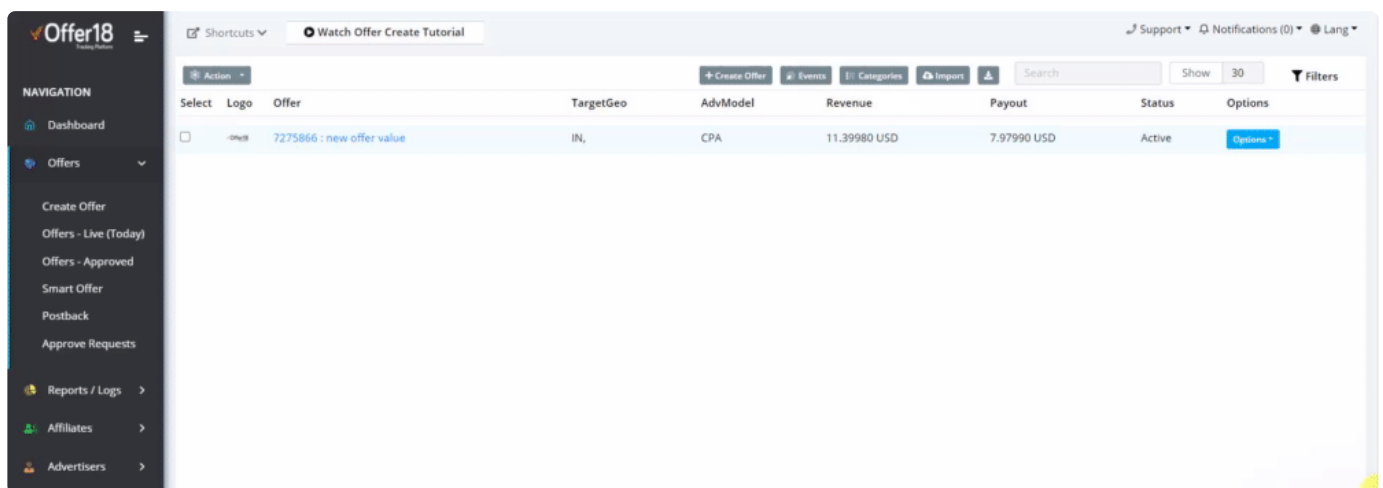 Offer18
Tracking Platform
Shortcuts
Watch Offer Create Tutorial
Support
Notifications (0)
Lang
NAVIGATION
Dashboard
Offers
Create Offer
Offers - Live (Today)
Offers - Approved
Smart Offer
Postback
Approve Requests
Reports / Logs
Affiliates
Advertisers
Action
+ Create Offer
Events
Categories
Import
Search
Show 30
Filters
Select Logo Offer TargetGeo AdvModel Revenue Payout Status Options
7275866 : new offer value IN, CPA 11.39980 USD 7.97990 USD Active Options